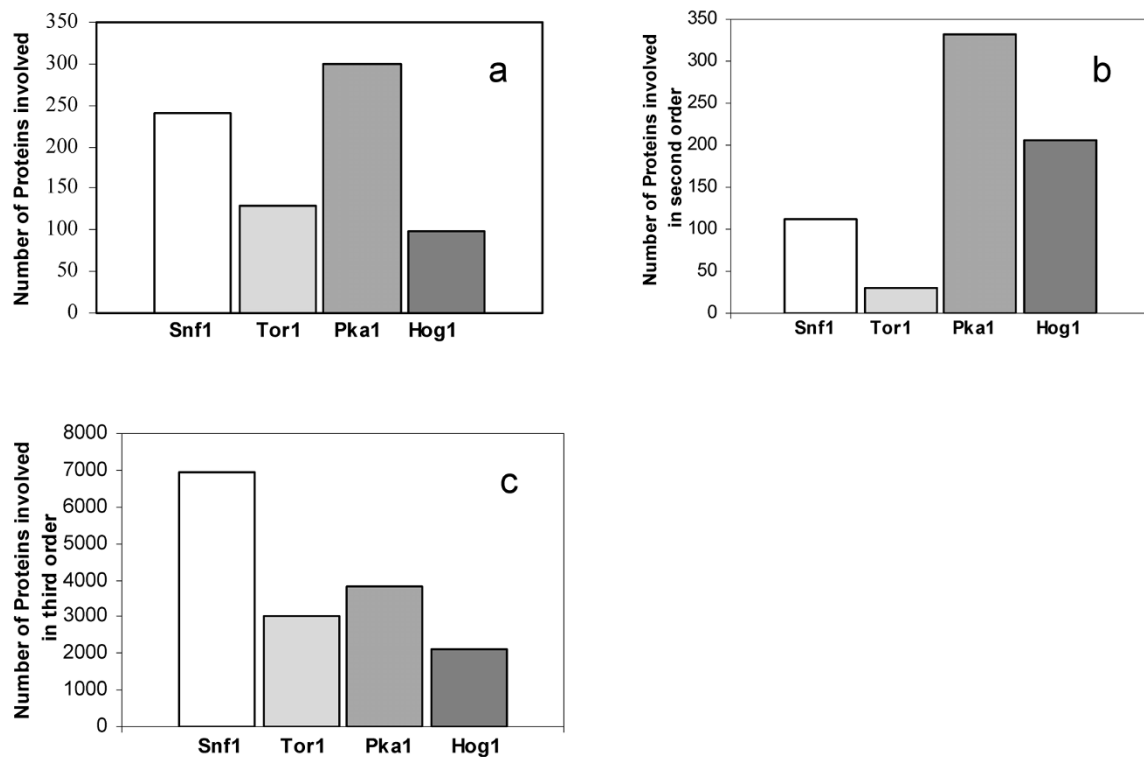 Number of Proteins involved
350
300
250
200
150
100
50
0
a
Snf1 Tor1 Pka1 Hog1
Number of Proteins involved
in second order
350
300
250
200
150
100
50
0
b
Snf1 Tor1 Pka1 Hog1
Number of Proteins involved
in third order
8000
7000
6000
5000
4000
3000
2000
1000
0
c
Snf1 Tor1 Pka1 Hog1